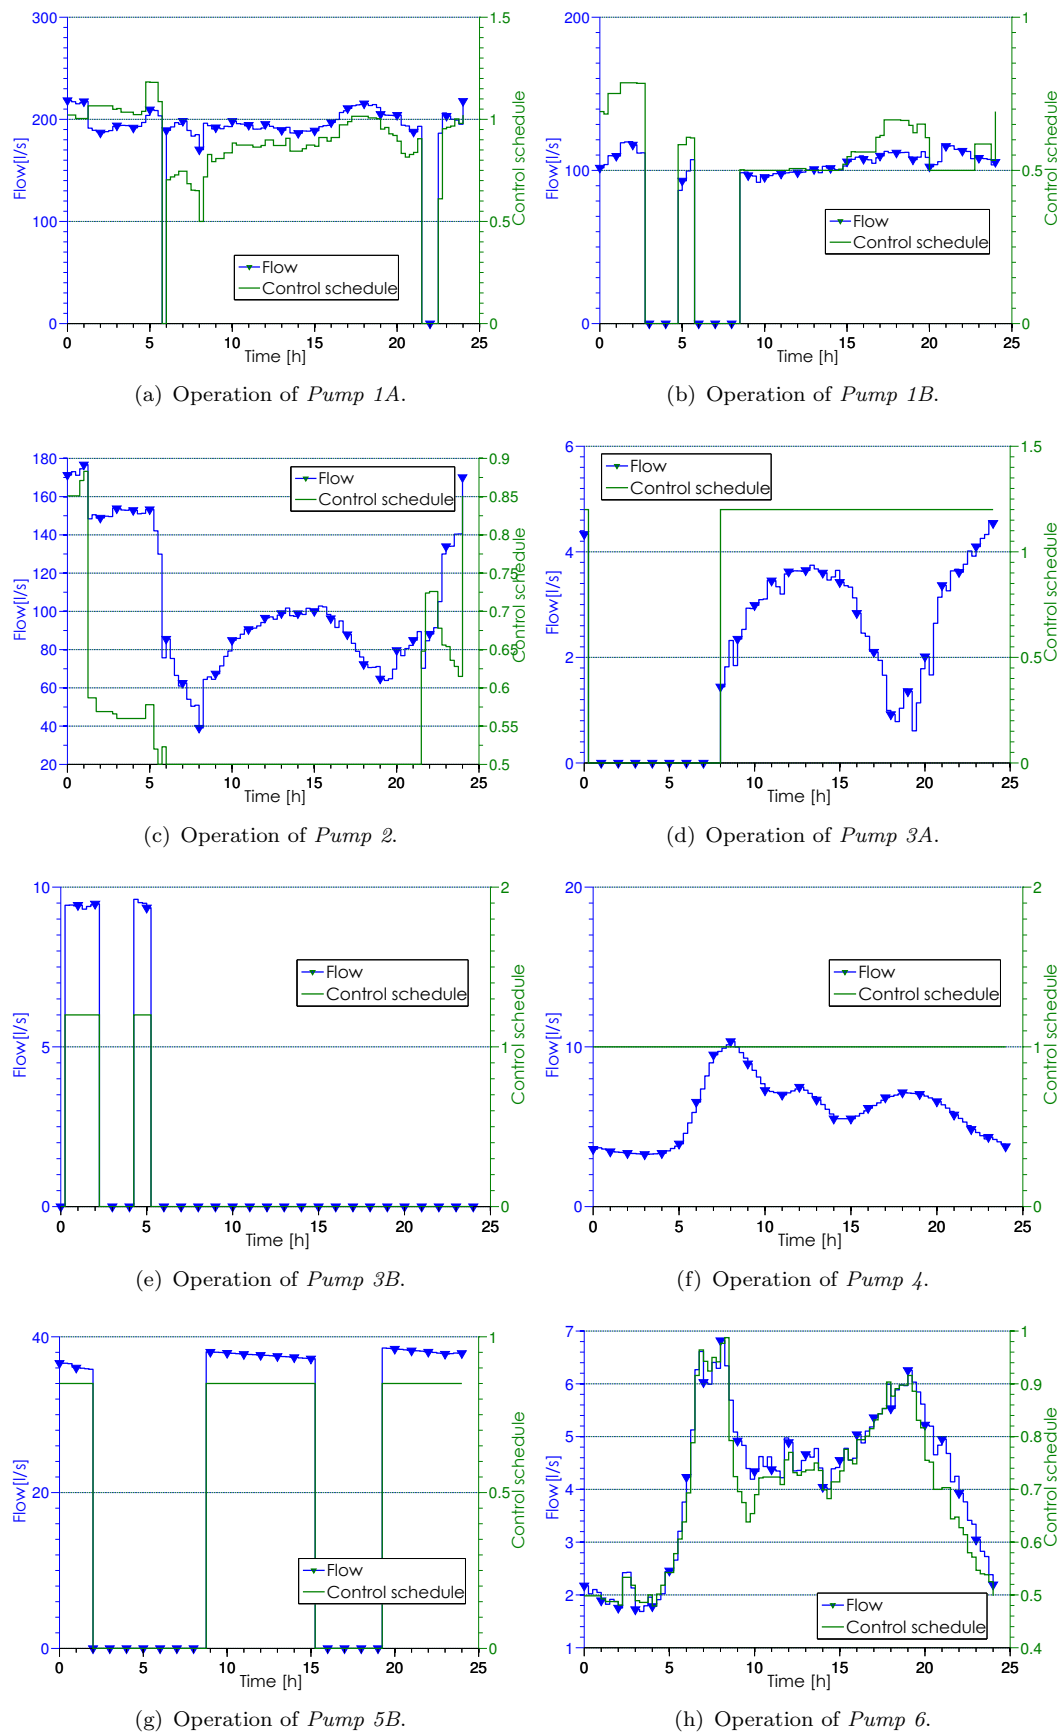 300
200
100
0
Flow[l/s]
1.5
1
0.5
0
Control schedule
Flow
Control schedule
0 5 10 15 20 25
Time [h]
(a) Operation of Pump 1A.
200
100
0
Flow[l/s]
1
0.5
0
Control schedule
Flow
Control schedule
0 5 10 15 20 25
Time [h]
(b) Operation of Pump 1B.
180
160
140
120
100
80
60
40
20
Flow[l/s]
0.9
0.85
0.8
0.75
0.7
0.65
0.6
0.55
0.5
Control schedule
Flow
Control schedule
0 5 10 15 20 25
Time [h]
(c) Operation of Pump 2.
6
4
2
0
Flow[l/s]
1.5
1
0.5
0
Control schedule
Flow
Control schedule
0 5 10 15 20 25
Time [h]
(d) Operation of Pump 3A.
10
5
0
Flow[l/s]
2
1
0
Control schedule
Flow
Control schedule
0 5 10 15 20 25
Time [h]
(e) Operation of Pump 3B.
20
10
0
Flow[l/s]
2
1
0
Control schedule
Flow
Control schedule
0 5 10 15 20 25
Time [h]
(f) Operation of Pump 4.
40
20
0
Flow[l/s]
1
0.5
0
Control schedule
Flow
Control schedule
0 5 10 15 20 25
Time [h]
(g) Operation of Pump 5B.
7
6
5
4
3
2
1
Flow[l/s]
1
0.9
0.8
0.7
0.6
0.5
0.4
Control schedule
Flow
Control schedule
0 5 10 15 20 25
Time [h]
(h) Operation of Pump 6.